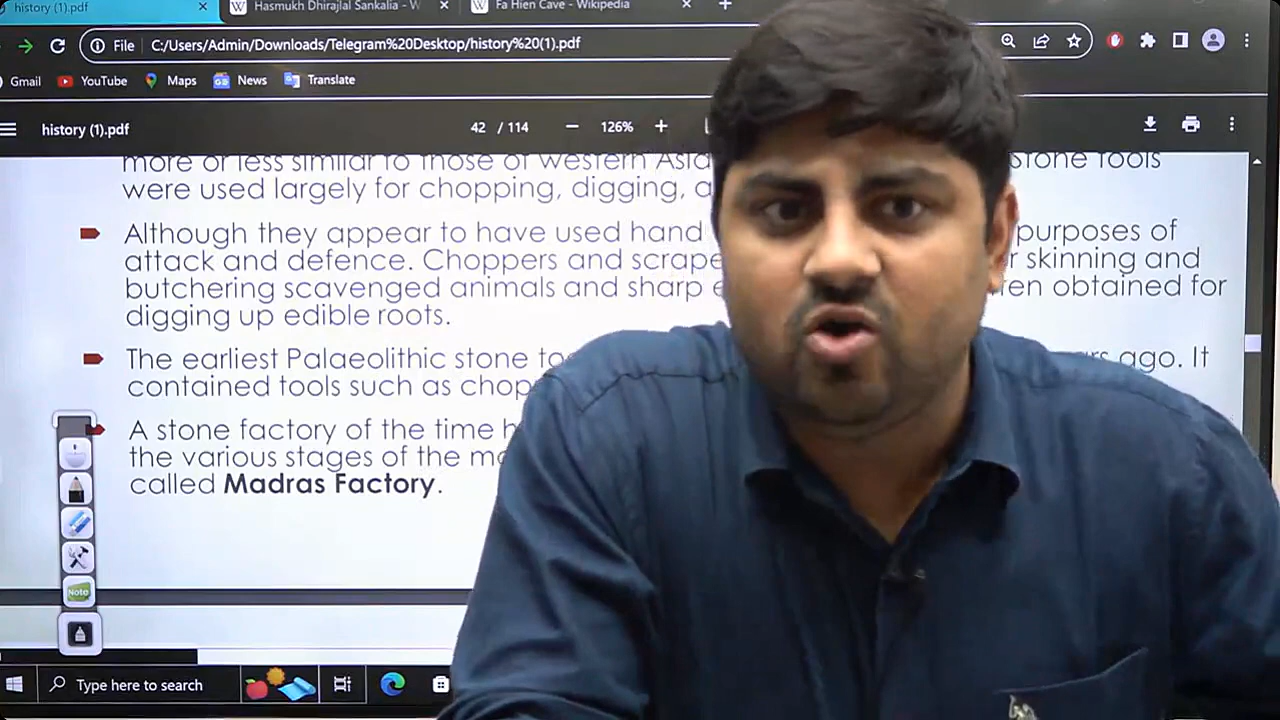 history (1).pdf
Hasmukh Dhirajlal Sankalia - W
Fa Hien Cave - Wikipedia
File C:/Users/Admin/Downloads/Telegram%20Desktop/history%20(1).pdf
Gmail YouTube Maps News Translate
history (1).pdf 42 / 114 126%
more or less similar to those of western stone tools
were used largely for chopping, digging,
Although they appear to have used hand purposes of
attack and defence. Choppers and skinning and
butchering scavenged animals and sharp obtained for
digging up edible roots.
The earliest Palaeolithic stone ago. It
contained tools such as
A stone factory of the time
the various stages of the
called Madras Factory.
Note
Type here to search